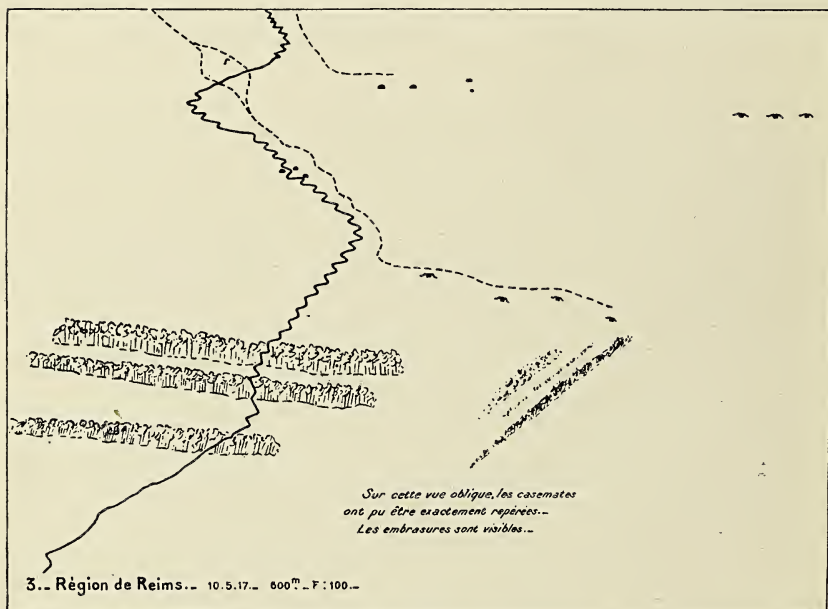 Sur cette vue oblique, les casemates
ont pu être exactement repérées._
Les embrasures sont visibles._
3._ Région de Reims._ 10.5.17._ 600m._ F:100._